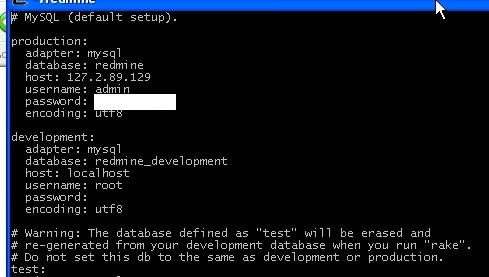 # MySQL (default setup).
production:
adapter: mysql
database: redmine
host: 127.2.89.129
username: admin
password:
encoding: utf8
development:
adapter: mysql
database: redmine_development
host: localhost
username: root
password:
encoding: utf8
# Warning: The database defined as "test" will be erased and
# re-generated from your development database when you run "rake".
# Do not set this db to the same as development or production.
test: